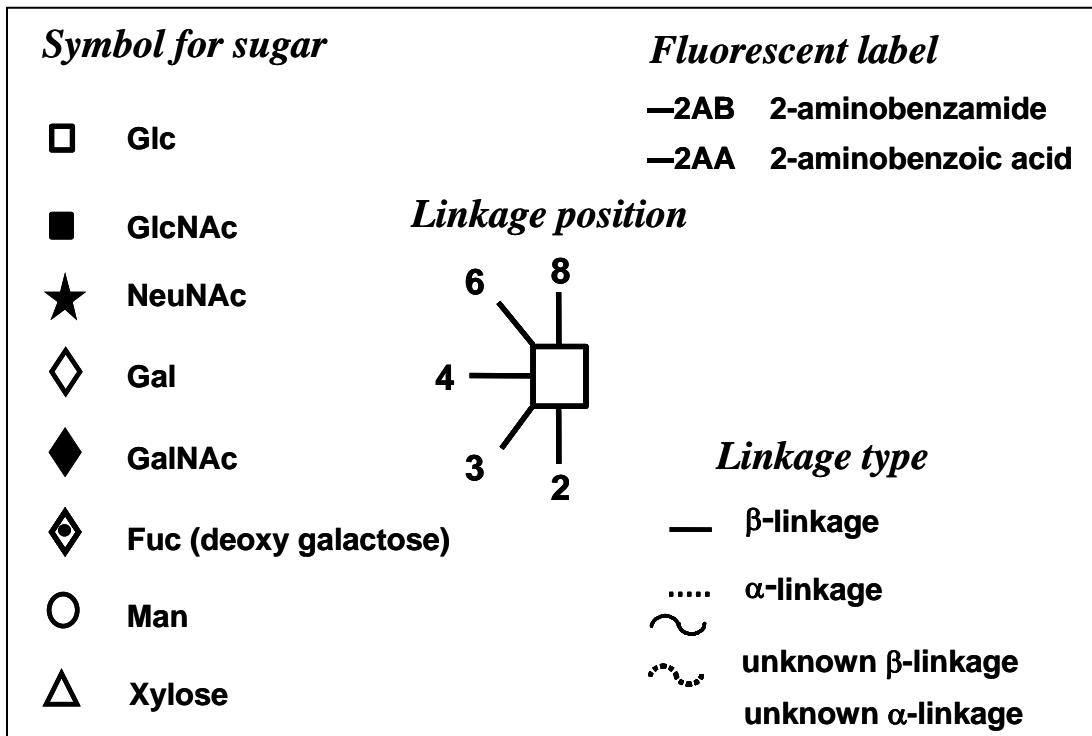 Symbol for sugar
Glc
GlcNAc
NeuNAc
Gal
GalNAc
Fuc (deoxy galactose)
Man
Xylose
Fluorescent label
—2AB 2-aminobenzamide
—2AA 2-aminobenzoic acid
Linkage position
6
8
4
3
2
Linkage type
β-linkage
α-linkage
unknown β-linkage
unknown α-linkage